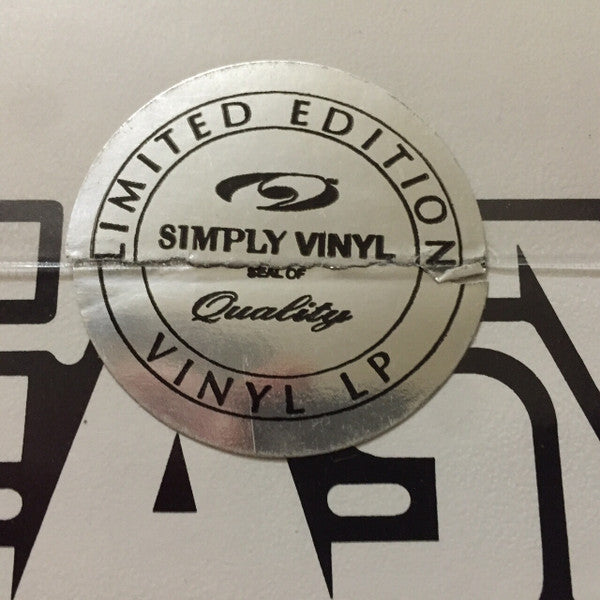 LIMITED EDITION
SIMPLY VINYL
SEAL OF
Quality
VINYL LP